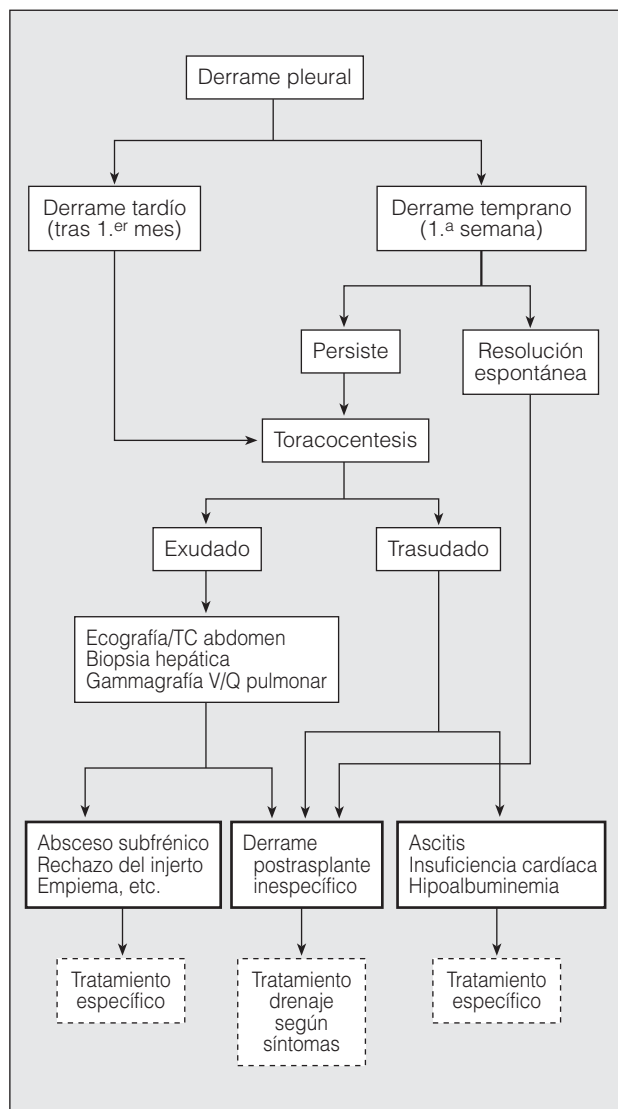 Derrame pleural
Derrame tardío
(tras 1.er mes)
Derrame temprano
(1.ª semana)
Persiste
Resolución
espontánea
Toracocentesis
Exudado
Trasudado
Ecografía/TC abdomen
Biopsia hepática
Gammagrafía V/Q pulmonar
Absceso subfrénico
Rechazo del injerto
Empiema, etc.
Derrame
postrasplante
inespecífico
Ascitis
Insuficiencia cardíaca
Hipoalbuminemia
Tratamiento
específico
Tratamiento
drenaje
según
síntomas
Tratamiento
específico